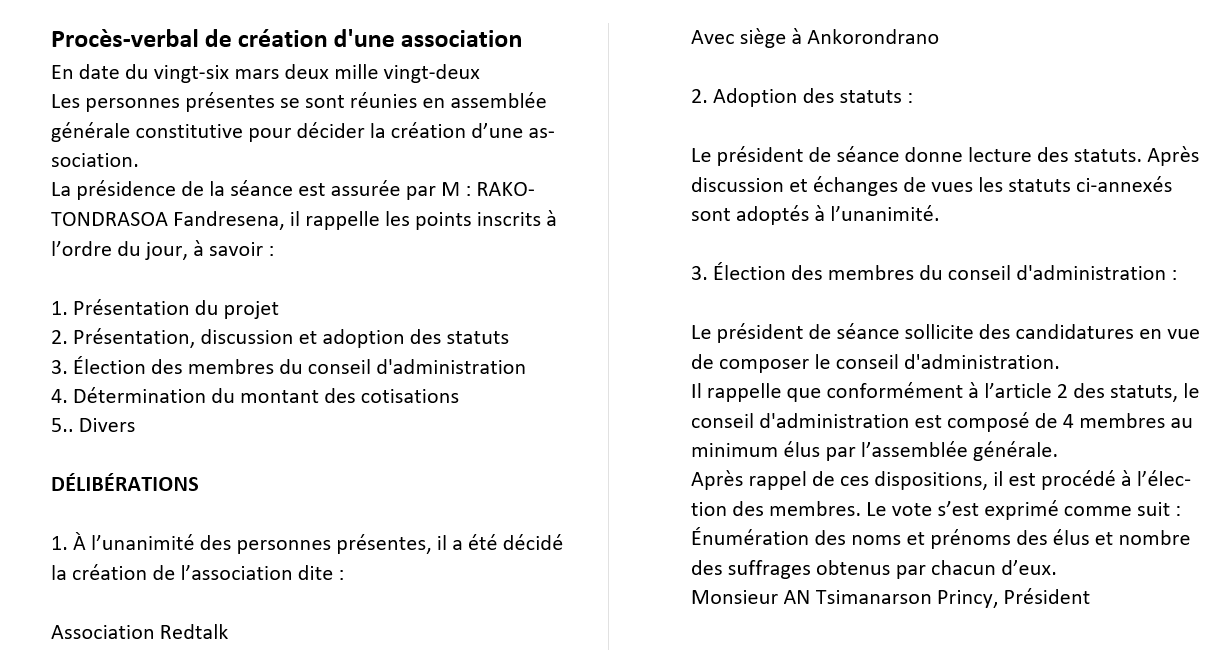 Procès-verbal de création d'une association
En date du vingt-six mars deux mille vingt-deux
Les personnes présentes se sont réunies en assemblée
générale constitutive pour décider la création d’une as-
sociation.
La présidence de la séance est assurée par M : RAKO-
TONDRASOA Fandresena, il rappelle les points inscrits à
l’ordre du jour, à savoir :
1. Présentation du projet
2. Présentation, discussion et adoption des statuts
3. Élection des membres du conseil d'administration
4. Détermination du montant des cotisations
5.. Divers
DÉLIBÉRATIONS
1. À l’unanimité des personnes présentes, il a été décidé
la création de l’association dite :
Association Redtalk
Avec siège à Ankorondrano
2. Adoption des statuts :
Le président de séance donne lecture des statuts. Après
discussion et échanges de vues les statuts ci-annexés
sont adoptés à l’unanimité.
3. Élection des membres du conseil d'administration :
Le président de séance sollicite des candidatures en vue
de composer le conseil d'administration.
Il rappelle que conformément à l’article 2 des statuts, le
conseil d'administration est composé de 4 membres au
minimum élus par l’assemblée générale.
Après rappel de ces dispositions, il est procédé à l’élec-
tion des membres. Le vote s’est exprimé comme suit :
Énumération des noms et prénoms des élus et nombre
des suffrages obtenus par chacun d’eux.
Monsieur AN Tsimanarson Princy, Président